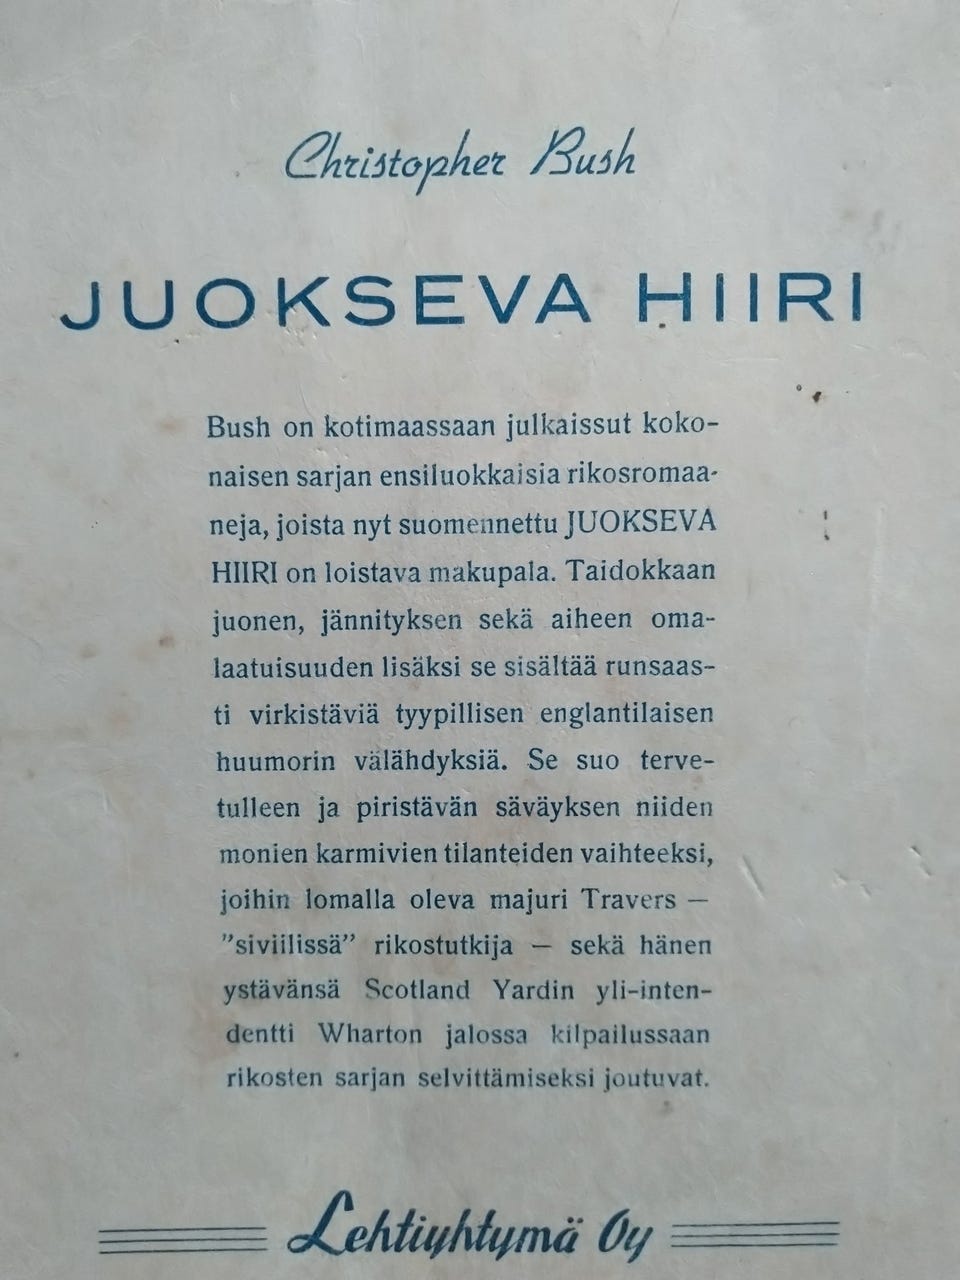 Christopher Bush
JUOKSEVA HIIRI
Bush on kotimaassaan julkaissut koko-
naisen sarjan ensiluokkaisia rikosromaa-
neja, joista nyt suomennettu JUOKSEVA
HIIRI on loistava makupala. Taidokkaan
juonen, jännityksen sekä aiheen oma-
laatuisuuden lisäksi se sisältää runsaas-
ti virkistäviä tyypillisen englantilaisen
huumorin välähdyksiä. Se suo terve-
tulleen ja piristävän säväyksen niiden
monien karmivien tilanteiden vaihteeksi,
joihin lomalla oleva majuri Travers —
”siviilissä” rikostutkija — sekä hänen
ystävänsä Scotland Yardin yli-inten-
dentti Wharton jalossa kilpailussaan
rikosten sarjan selvittämiseksi joutuvat.
Lehtiyhtymä Oy